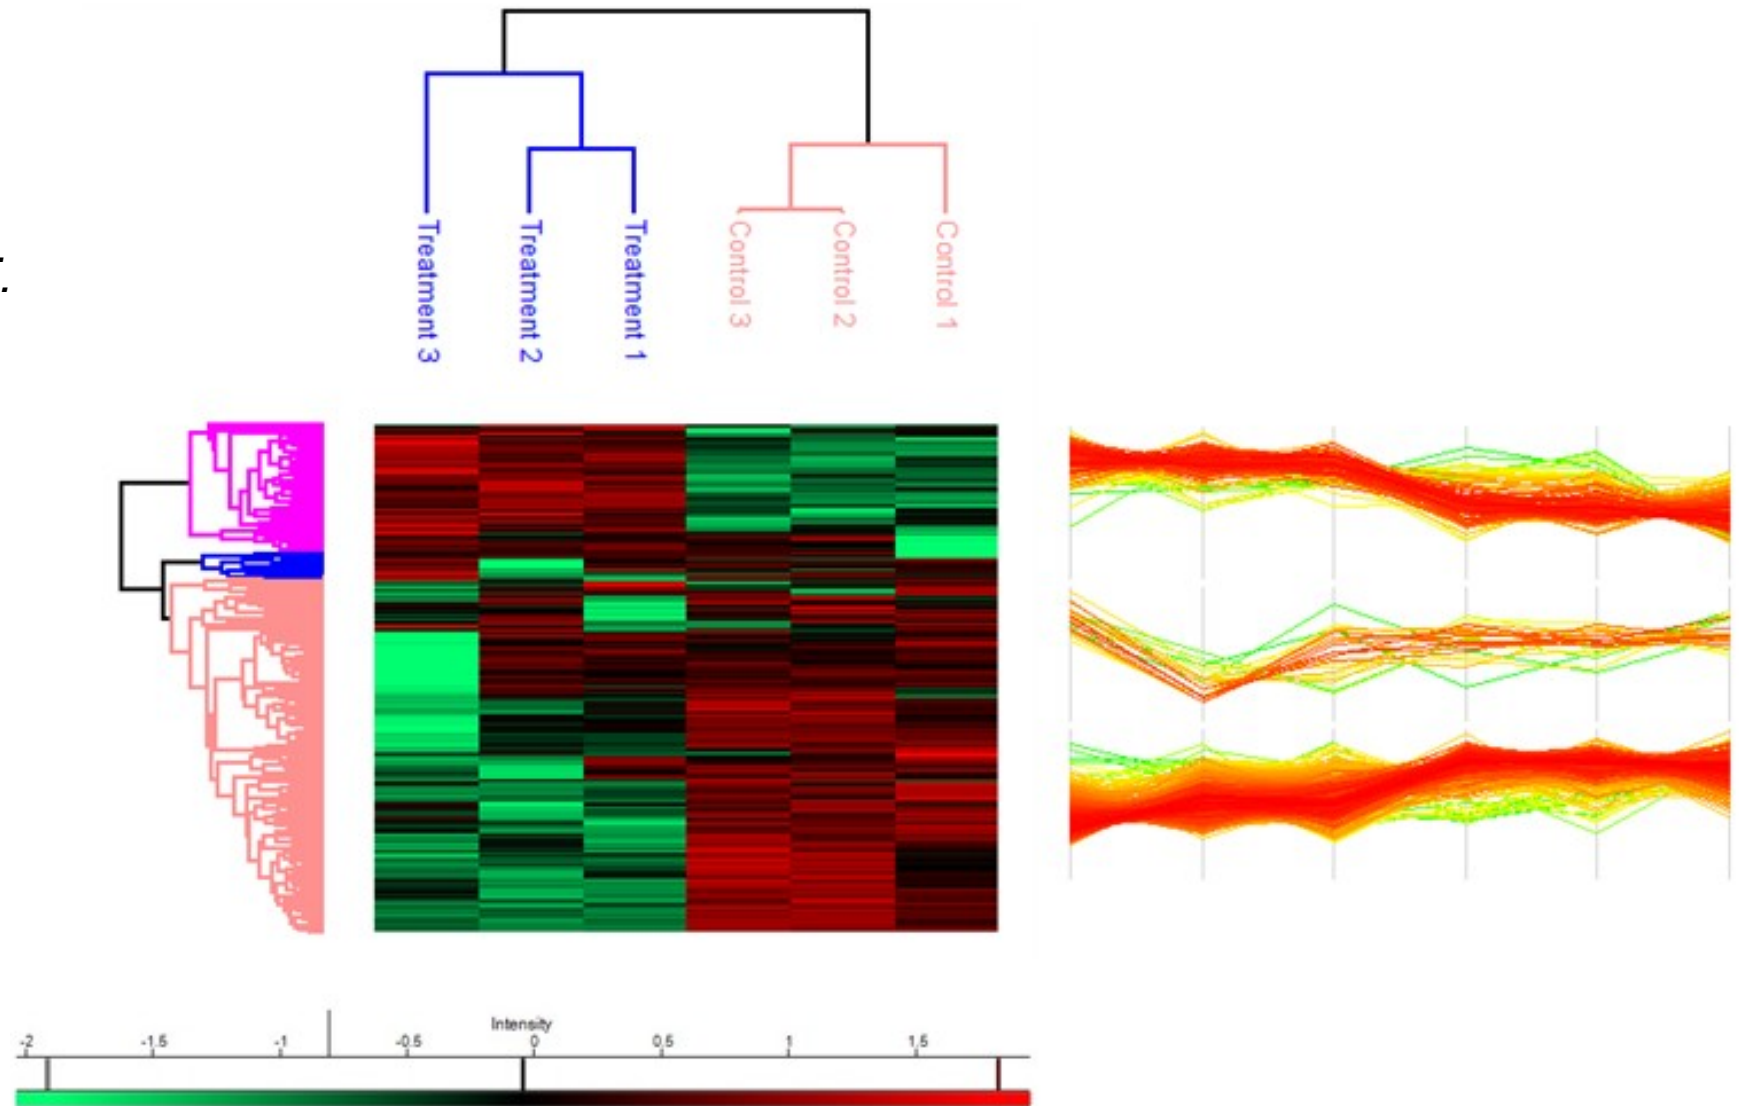 Treatment 3
Treatment 2
Treatment 1
Control 3
Control 2
Control 1
Intensity
-2 -1.5 -1 -0.5 0 0,5 1 1,5